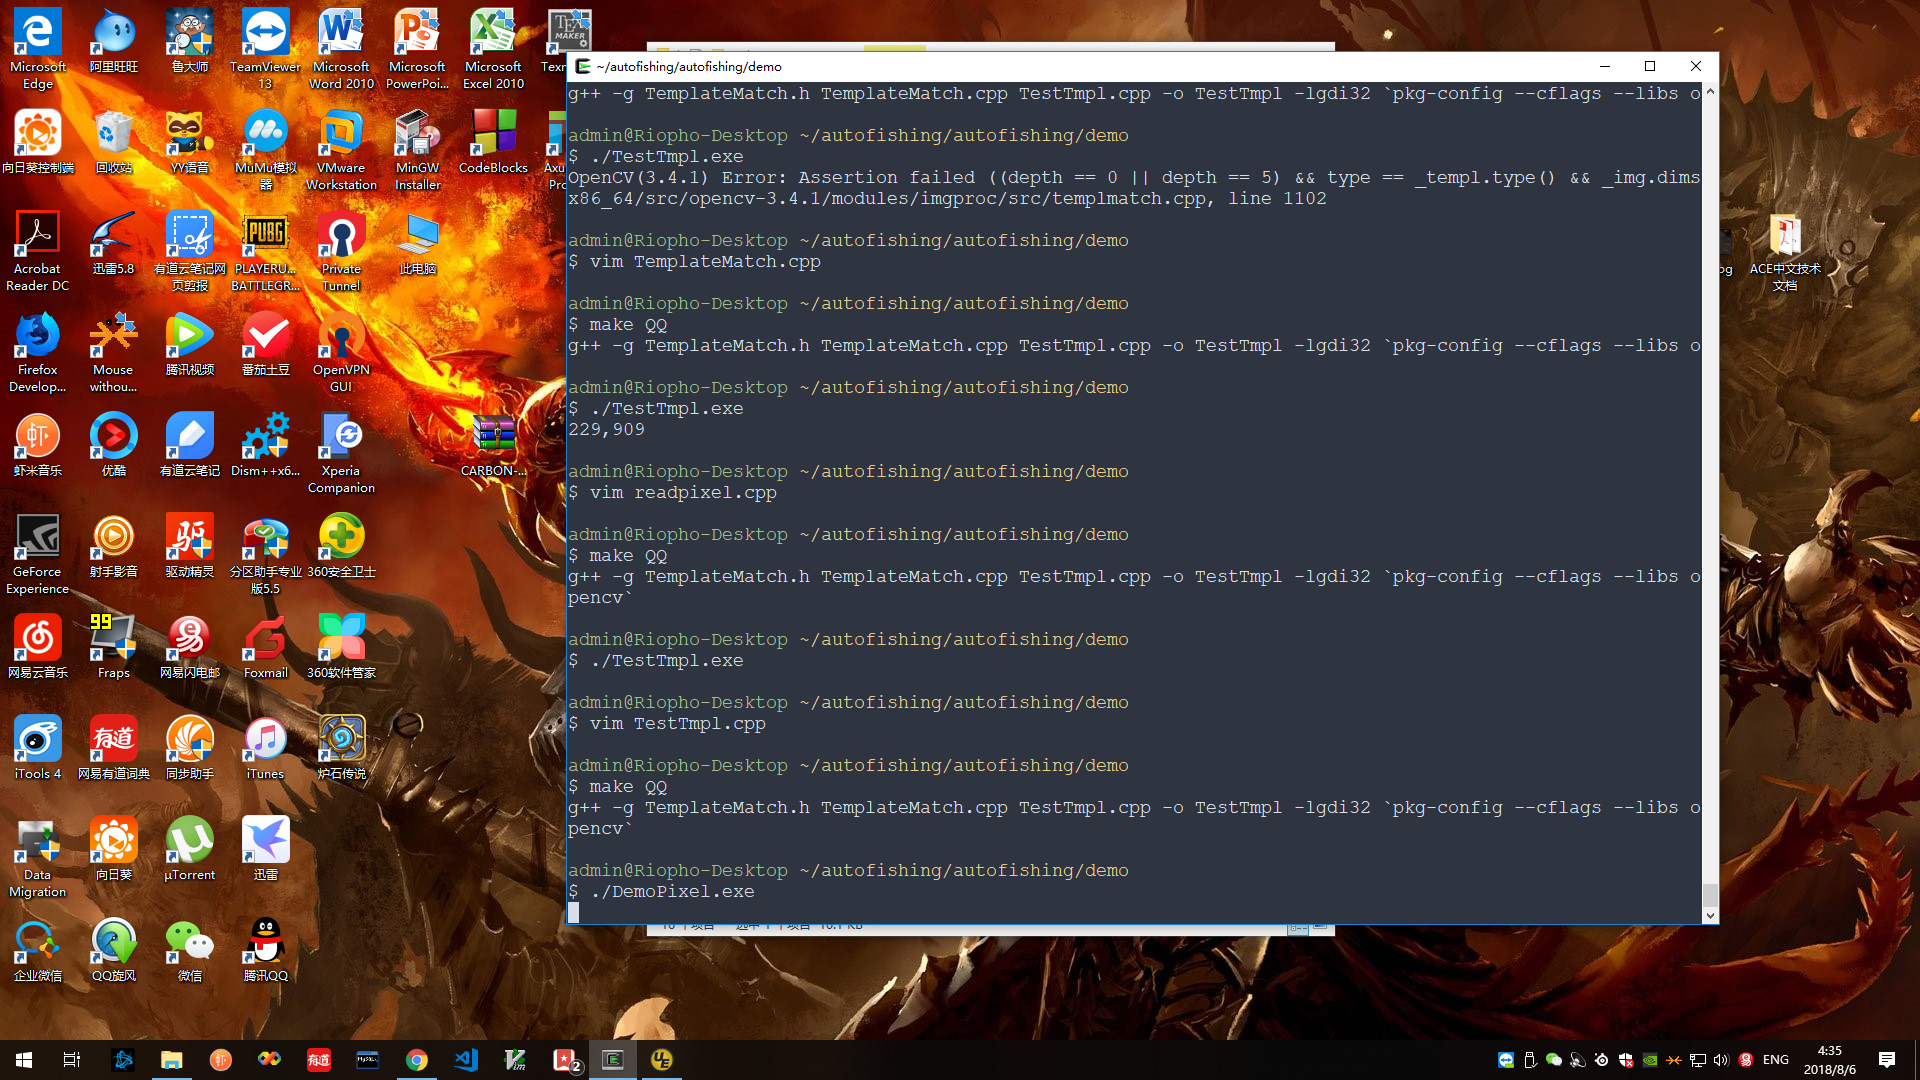 Microsoft Edge
阿里旺旺
鲁大师
TeamViewer 13
Microsoft Word 2010
Microsoft PowerPoi...
Microsoft Excel 2010
TEX MAKER
向日葵控制端
回收站
YY语音
MuMu模拟器
VMware Workstation
MinGW Installer
CodeBlocks
Acrobat Reader DC
迅雷5.8
有道云笔记网页剪报
PUBG
PLAYERU... BATTLEGR...
Private Tunnel
此电脑
Firefox Develop...
Mouse withou...
腾讯视频
番茄土豆
OpenVPN GUI
虾米音乐
优酷
有道云笔记
Dism++x6...
Xperia Companion
CARBON-...
GeForce Experience
射手影音
驱动精灵
分区助手专业版5.5
360安全卫士
网易云音乐
99
Fraps
网易闪电邮
Foxmail
360软件管家
iTools 4
有道
网易有道词典
同步助手
iTunes
炉石传说
Data Migration
向日葵
µTorrent
迅雷
企业微信
QQ旋风
微信
腾讯QQ
ACE中文技术文档
~/autofishing/autofishing/demo
g++ -g TemplateMatch.h TemplateMatch.cpp TestTmpl.cpp -o TestTmpl -lgdi32 `pkg-config --cflags --libs o
admin@Riopho-Desktop ~/autofishing/autofishing/demo
$ ./TestTmpl.exe
OpenCV(3.4.1) Error: Assertion failed ((depth == 0 || depth == 5) && type == _templ.type() && _img.dims
x86_64/src/opencv-3.4.1/modules/imgproc/src/templmatch.cpp, line 1102
admin@Riopho-Desktop ~/autofishing/autofishing/demo
$ vim TemplateMatch.cpp
admin@Riopho-Desktop ~/autofishing/autofishing/demo
$ make QQ
g++ -g TemplateMatch.h TemplateMatch.cpp TestTmpl.cpp -o TestTmpl -lgdi32 `pkg-config --cflags --libs o
admin@Riopho-Desktop ~/autofishing/autofishing/demo
$ ./TestTmpl.exe
229,909
admin@Riopho-Desktop ~/autofishing/autofishing/demo
$ vim readpixel.cpp
admin@Riopho-Desktop ~/autofishing/autofishing/demo
$ make QQ
g++ -g TemplateMatch.h TemplateMatch.cpp TestTmpl.cpp -o TestTmpl -lgdi32 `pkg-config --cflags --libs o
pencv`
admin@Riopho-Desktop ~/autofishing/autofishing/demo
$ ./TestTmpl.exe
admin@Riopho-Desktop ~/autofishing/autofishing/demo
$ vim TestTmpl.cpp
admin@Riopho-Desktop ~/autofishing/autofishing/demo
$ make QQ
g++ -g TemplateMatch.h TemplateMatch.cpp TestTmpl.cpp -o TestTmpl -lgdi32 `pkg-config --cflags --libs o
pencv`
admin@Riopho-Desktop ~/autofishing/autofishing/demo
$ ./DemoPixel.exe
有道
2
ENG
4:35
2018/8/6